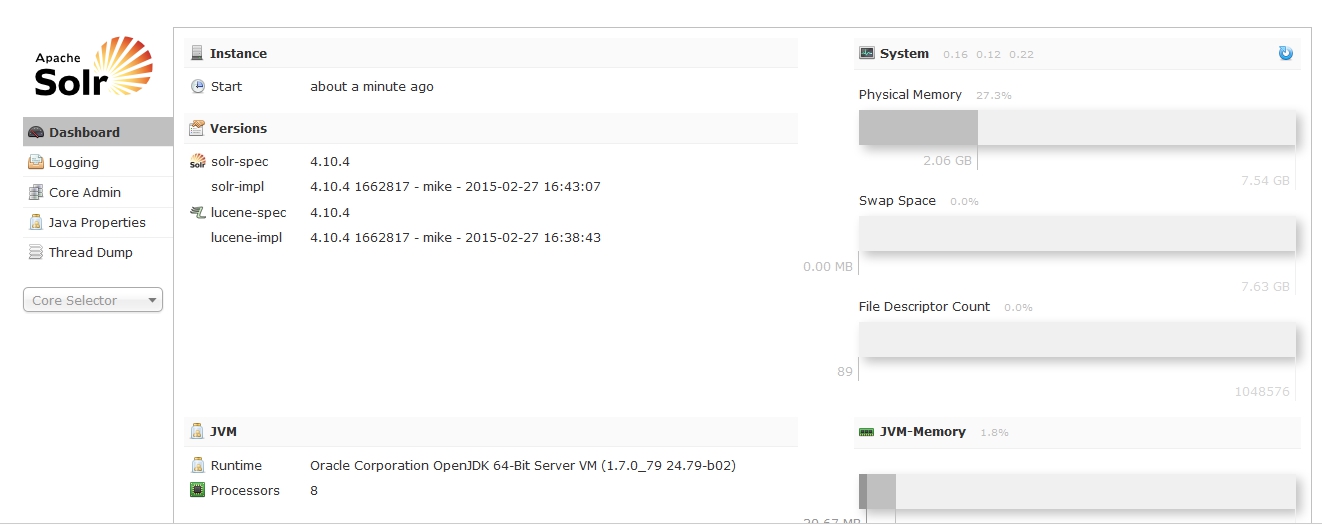 Apache
Solr
Dashboard
Logging
Core Admin
Java Properties
Thread Dump
Core Selector
Instance
Start about a minute ago
Versions
Solr solr-spec 4.10.4
solr-impl 4.10.4 1662817 - mike - 2015-02-27 16:43:07
lucene-spec 4.10.4
lucene-impl 4.10.4 1662817 - mike - 2015-02-27 16:38:43
JVM
Runtime Oracle Corporation OpenJDK 64-Bit Server VM (1.7.0_79 24.79-b02)
Processors 8
System 0.16 0.12 0.22
Physical Memory 27.3%
2.06 GB
7.54 GB
Swap Space 0.0%
0.00 MB
7.63 GB
File Descriptor Count 0.0%
89
1048576
JVM-Memory 1.8%